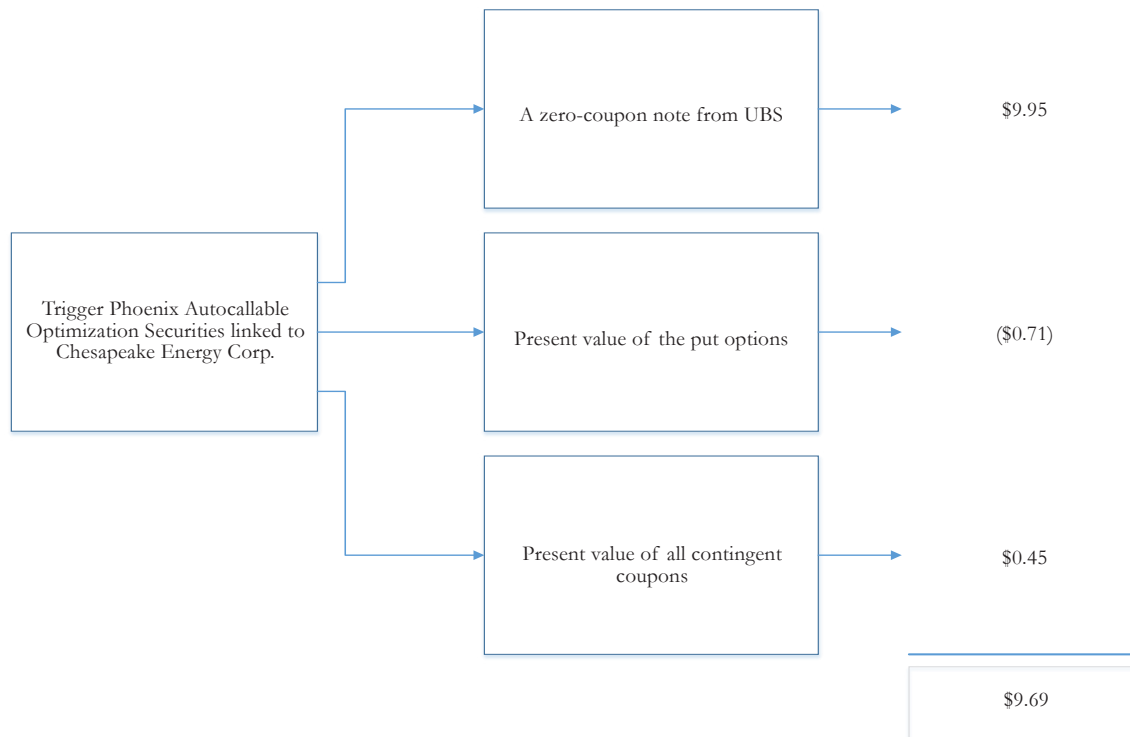 A zero-coupon note from UBS
$9.95
Trigger Phoenix Autocallable
Optimization Securities linked to
Chesapeake Energy Corp.
Present value of the put options
($0.71)
Present value of all contingent
coupons
$0.45
$9.69